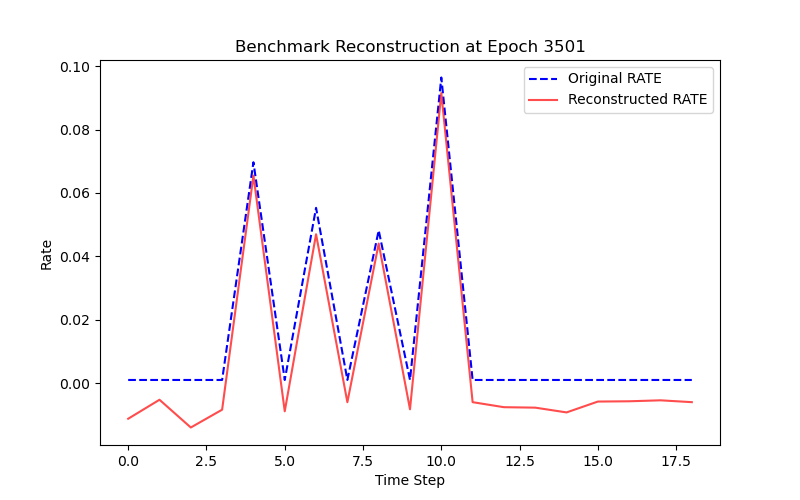 Benchmark Reconstruction at Epoch 3501
Original RATE
Reconstructed RATE
0.10
0.08
0.06
0.04
0.02
0.00
Rate
0.0 2.5 5.0 7.5 10.0 12.5 15.0 17.5
Time Step